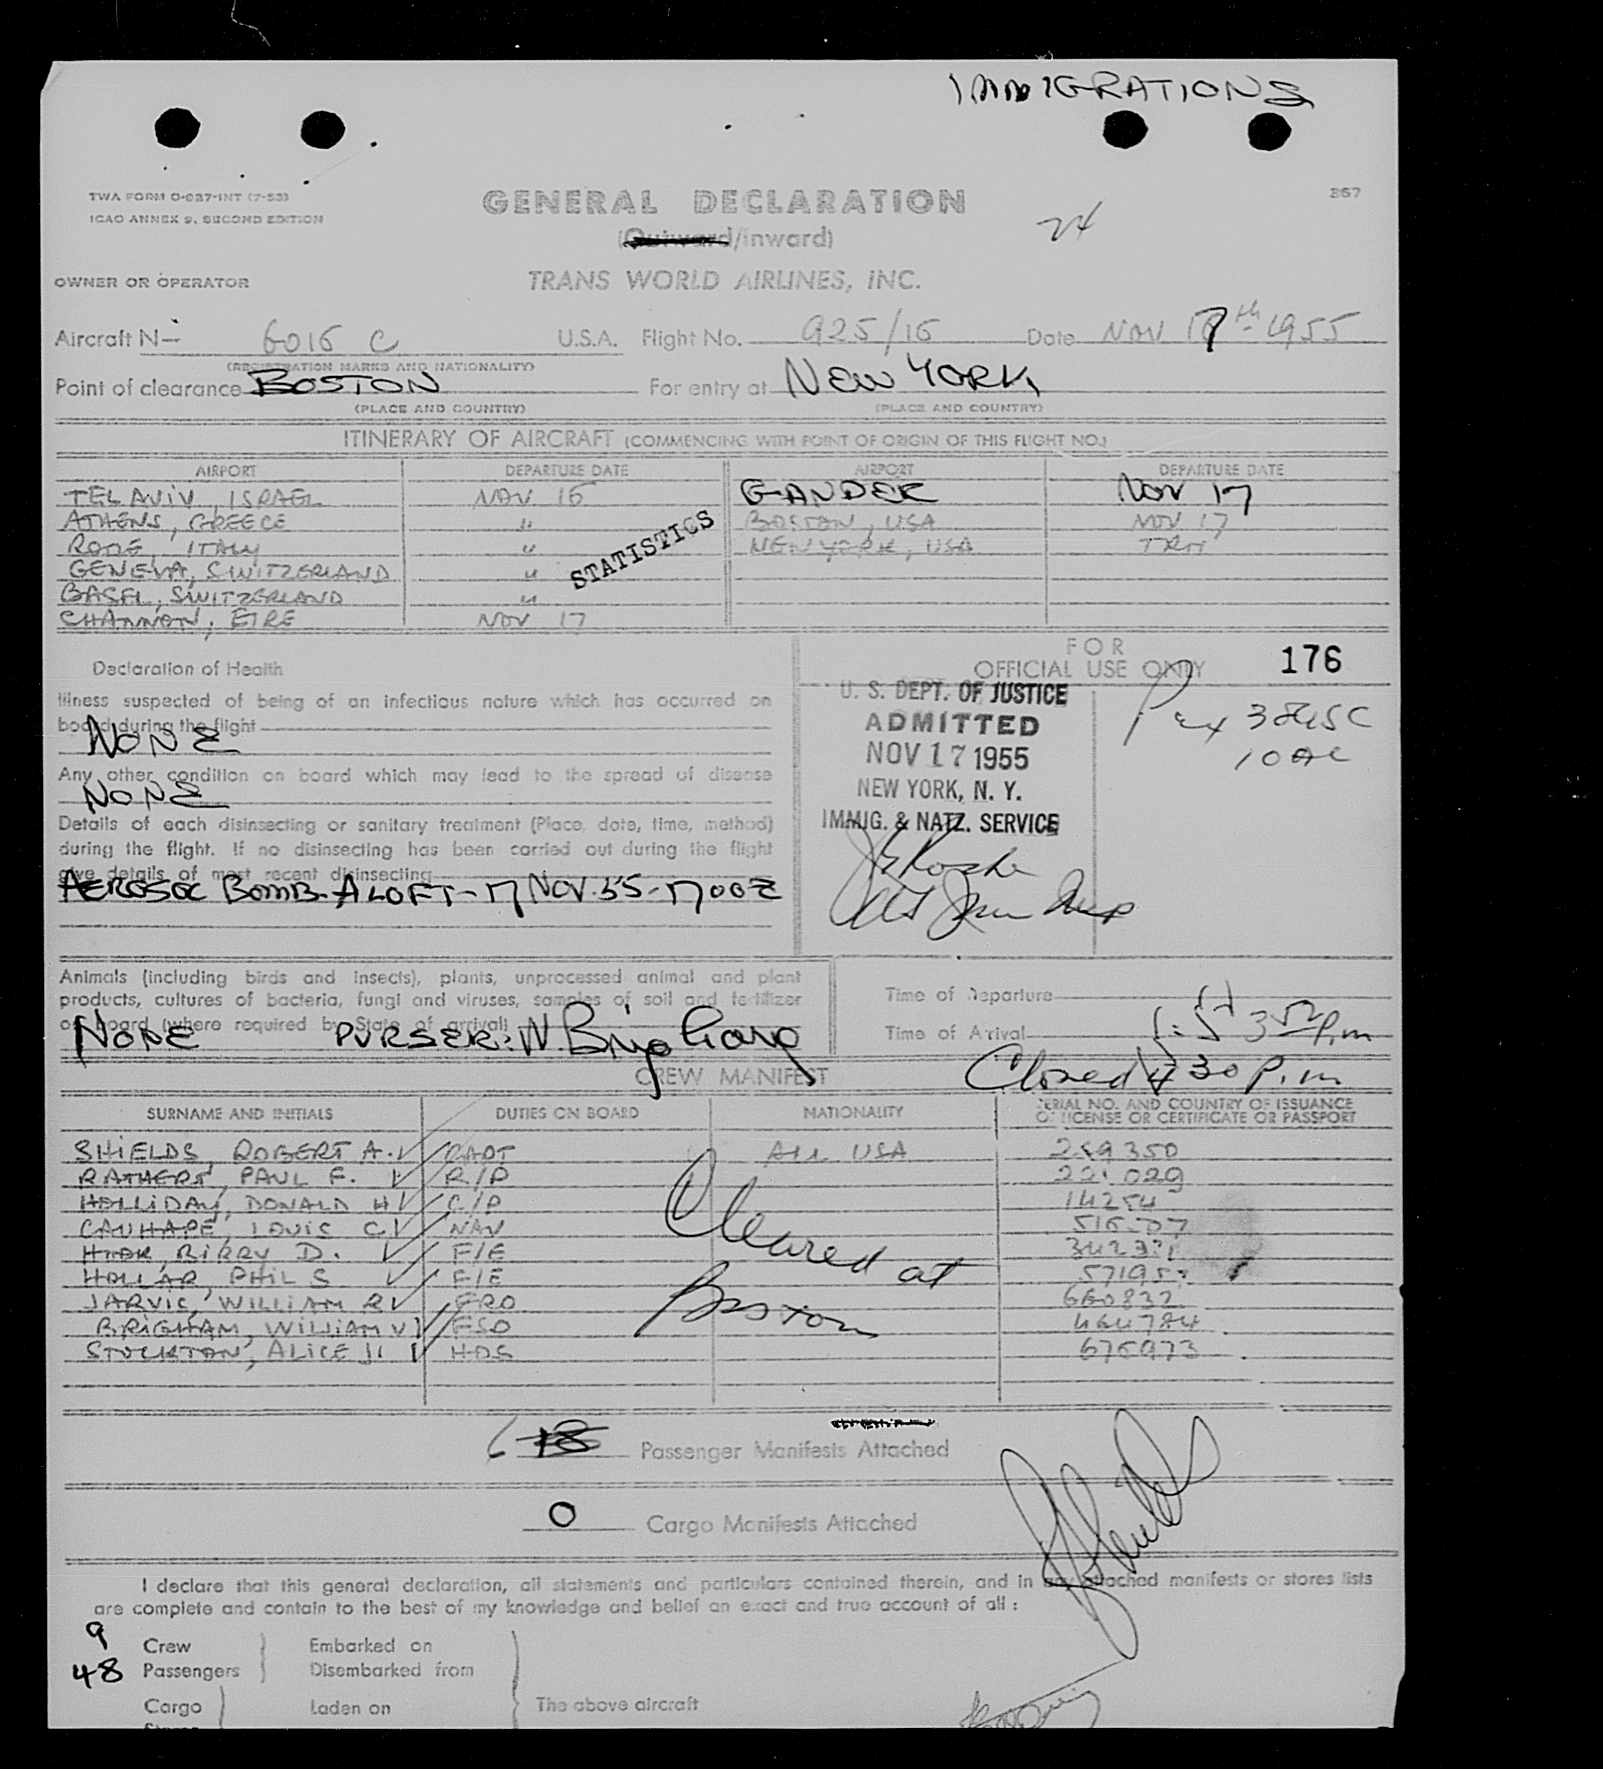 IMMIGRATIONS
TWA FORM O-937-INT (7-53)
ICAO ANNEX 9, SECOND EDITION
GENERAL DECLARATION
367
(Outward/Inward)
24
OWNER OR OPERATOR
TRANS WORLD AIRLINES, INC.
Aircraft N— 6016 C U.S.A. Flight No. 925/16 Date NOV 17th 1955
(REGISTRATION MARKS AND NATIONALITY)
Point of clearance BOSTON For entry at NEW YORK
(PLACE AND COUNTRY) (PLACE AND COUNTRY)
ITINERARY OF AIRCRAFT (COMMENCING WITH POINT OF ORIGIN OF THIS FLIGHT NO.)
AIRPORT DEPARTURE DATE AIRPORT DEPARTURE DATE
TEL AVIV, ISRAEL NOV 16 GANDER NOV 17
ATHENS, GREECE " BOSTON, USA NOV 17
ROME, ITALY " NEW YORK, USA TRM
STATISTICS
GENEVA, SWITZERLAND "
BASEL, SWITZERLAND "
CHANNON, EIRE NOV 17
FOR
OFFICIAL USE ONLY 176
Declaration of Health
Illness suspected of being of an infectious nature which has occurred on
board during the flight
NONE
Any other condition on board which may lead to the spread of disease
NONE
Details of each disinsecting or sanitary treatment (Place, date, time, method)
during the flight. If no disinsecting has been carried out during the flight
give details of most recent disinsecting
AEROSOL BOMB-ALOFT-17 NOV.55-1700Z
U. S. DEPT. OF JUSTICE
ADMITTED
NOV 17 1955
NEW YORK, N. Y.
IMMIG. & NATZ. SERVICE
Pax 38 USC
10 AC
Animals (including birds and insects), plants, unprocessed animal and plant
products, cultures of bacteria, fungi and viruses, samples of soil and fertilizer
on board (where required by State of arrival)
NONE PURSER: W Brigham
Time of Departure
Time of Arrival 352 P.m
Closed 4 30 P.m
CREW MANIFEST
SURNAME AND INITIALS DUTIES ON BOARD NATIONALITY SERIAL NO. AND COUNTRY OF ISSUANCE
OF LICENSE OR CERTIFICATE OR PASSPORT
SHIELDS, ROBERT A. CAPT All USA 259350
RATHERT, PAUL F. R/P
HOLLIDAY, DONALD H C/P 14254
CAUHAPE, LOUIS C NAV
BIRRY D. F/E
HOLLAR, PHIL S F/E
JARVIS, WILLIAM R FRO 660832
BRIGHAM, WILLIAM V FSO 464784
STOCKTON, ALICE J HOS 676973
Cleared at
Boston
6 18 Passenger Manifests Attached
0 Cargo Manifests Attached
I declare that this general declaration, all statements and particulars contained therein, and in any attached manifests or stores lists
are complete and contain to the best of my knowledge and belief an exact and true account of all:
9 Crew Embarked on
48 Passengers Disembarked from
Cargo Laden on The above aircraft
Stores